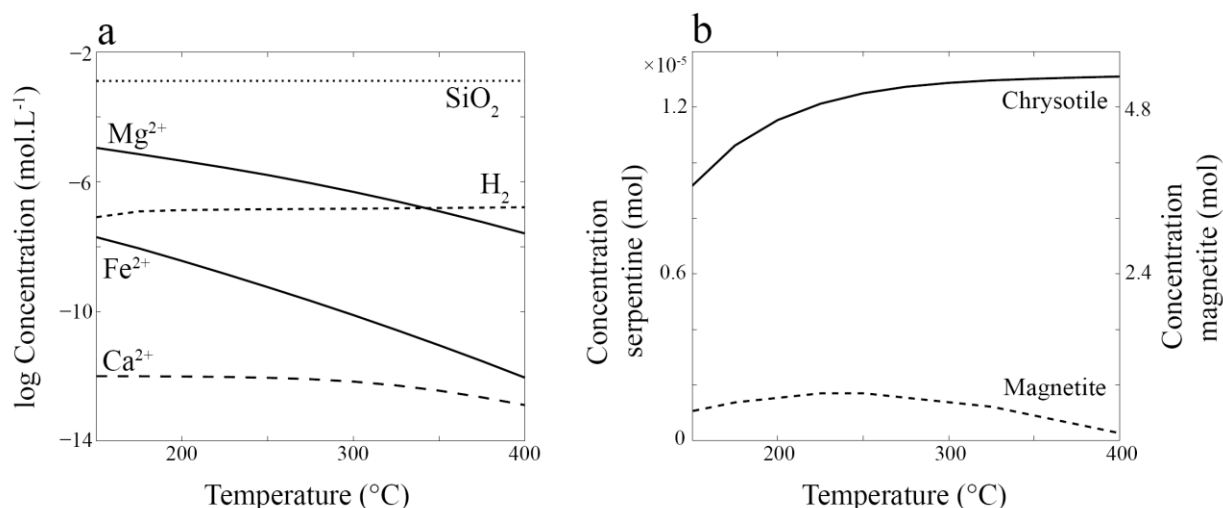 a
−2
−6
−10
−14
log Concentration (mol.L⁻¹)
SiO₂
Mg²⁺
H₂
Fe²⁺
Ca²⁺
200
300
400
Temperature (°C)
b
×10⁻⁵
1.2
0.6
0
Concentration
serpentine (mol)
Chrysotile
Magnetite
4.8
2.4
Concentration
magnetite (mol)
200
300
400
Temperature (°C)